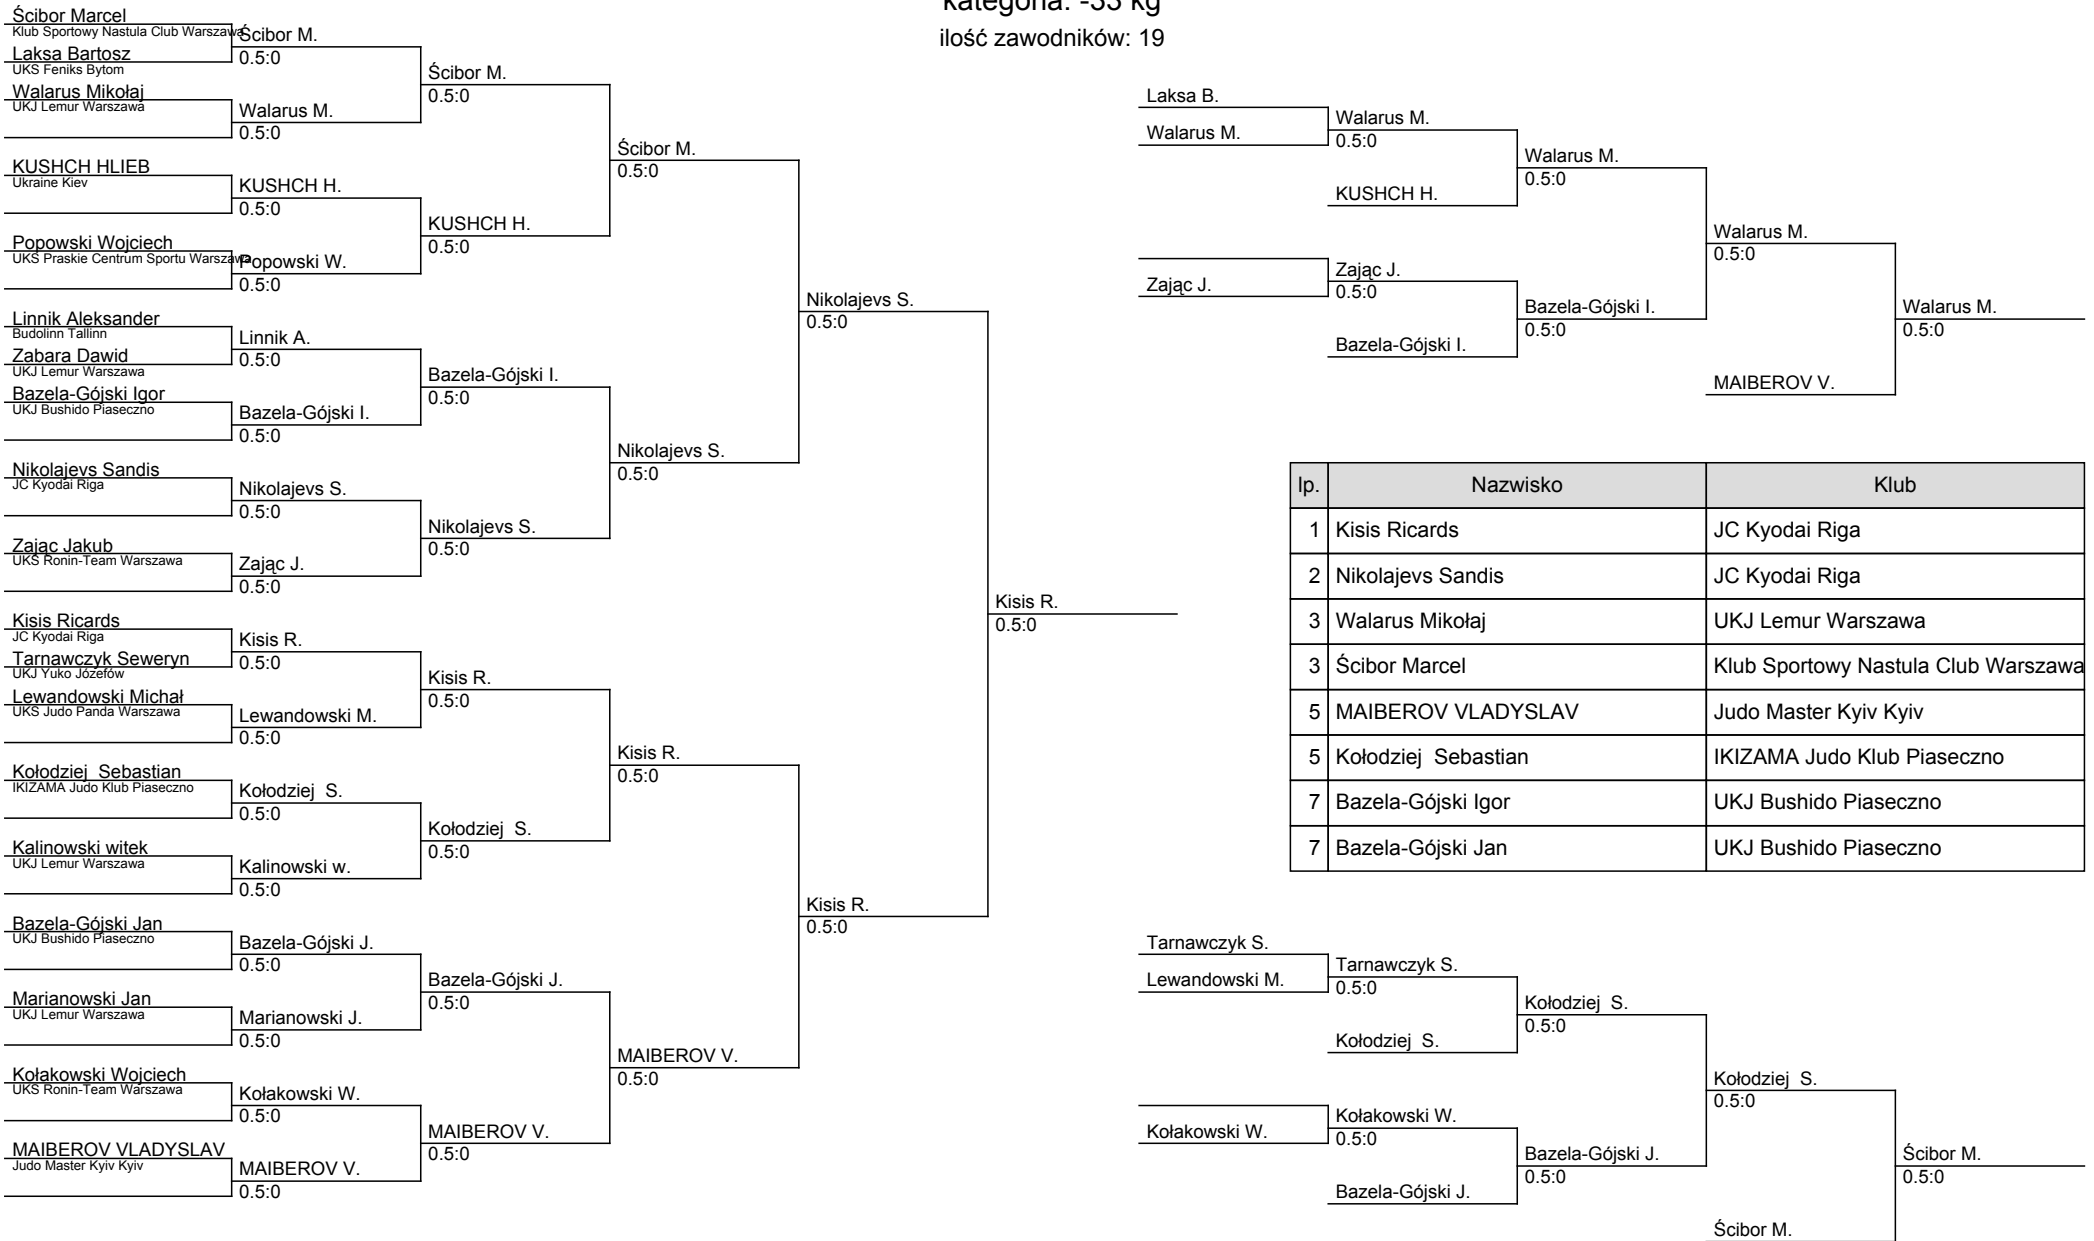 kategoria: -33 kg
ilość zawodników: 19
Ścibor Marcel
Klub Sportowy Nastula Club Warszawa
Laksa Bartosz
UKS Feniks Bytom
Walarus Mikołaj
UKJ Lemur Warszawa
KUSHCH HLIEB
Ukraine Kiev
Popowski Wojciech
UKS Praskie Centrum Sportu Warszawa
Linnik Aleksander
Budolinn Tallinn
Zabara Dawid
UKJ Lemur Warszawa
Bazela-Gójski Igor
UKJ Bushido Piaseczno
Nikolajevs Sandis
JC Kyodai Riga
Zając Jakub
UKS Ronin-Team Warszawa
Kisis Ricards
JC Kyodai Riga
Tarnawczyk Seweryn
UKJ Yuko Józefów
Lewandowski Michał
UKS Judo Panda Warszawa
Kołodziej  Sebastian
IKIZAMA Judo Klub Piaseczno
Kalinowski witek
UKJ Lemur Warszawa
Bazela-Gójski Jan
UKJ Bushido Piaseczno
Marianowski Jan
UKJ Lemur Warszawa
Kołakowski Wojciech
UKS Ronin-Team Warszawa
MAIBEROV VLADYSLAV
Judo Master Kyiv Kyiv
Ścibor M.
0.5:0
Walarus M.
0.5:0
KUSHCH H.
0.5:0
Popowski W.
0.5:0
Linnik A.
0.5:0
Bazela-Gójski I.
0.5:0
Nikolajevs S.
0.5:0
Zając J.
0.5:0
Kisis R.
0.5:0
Lewandowski M.
0.5:0
Kołodziej  S.
0.5:0
Kalinowski w.
0.5:0
Bazela-Gójski J.
0.5:0
Marianowski J.
0.5:0
Kołakowski W.
0.5:0
MAIBEROV V.
0.5:0
Ścibor M.
0.5:0
KUSHCH H.
0.5:0
Bazela-Gójski I.
0.5:0
Nikolajevs S.
0.5:0
Kisis R.
0.5:0
Kołodziej  S.
0.5:0
Bazela-Gójski J.
0.5:0
MAIBEROV V.
0.5:0
Ścibor M.
0.5:0
Nikolajevs S.
0.5:0
Kisis R.
0.5:0
MAIBEROV V.
0.5:0
Nikolajevs S.
0.5:0
Kisis R.
0.5:0
Kisis R.
0.5:0
Laksa B.
Walarus M.
Zając J.
Walarus M.
0.5:0
KUSHCH H.
Zając J.
0.5:0
Bazela-Gójski I.
Walarus M.
0.5:0
Bazela-Gójski I.
0.5:0
Walarus M.
0.5:0
MAIBEROV V.
Walarus M.
0.5:0
lp. Nazwisko Klub
1 Kisis Ricards JC Kyodai Riga
2 Nikolajevs Sandis JC Kyodai Riga
3 Walarus Mikołaj UKJ Lemur Warszawa
3 Ścibor Marcel Klub Sportowy Nastula Club Warszawa
5 MAIBEROV VLADYSLAV Judo Master Kyiv Kyiv
5 Kołodziej  Sebastian IKIZAMA Judo Klub Piaseczno
7 Bazela-Gójski Igor UKJ Bushido Piaseczno
7 Bazela-Gójski Jan UKJ Bushido Piaseczno
Tarnawczyk S.
Lewandowski M.
Kołakowski W.
Tarnawczyk S.
0.5:0
Kołodziej  S.
Kołakowski W.
0.5:0
Bazela-Gójski J.
Kołodziej  S.
0.5:0
Bazela-Gójski J.
0.5:0
Kołodziej  S.
0.5:0
Ścibor M.
Ścibor M.
0.5:0